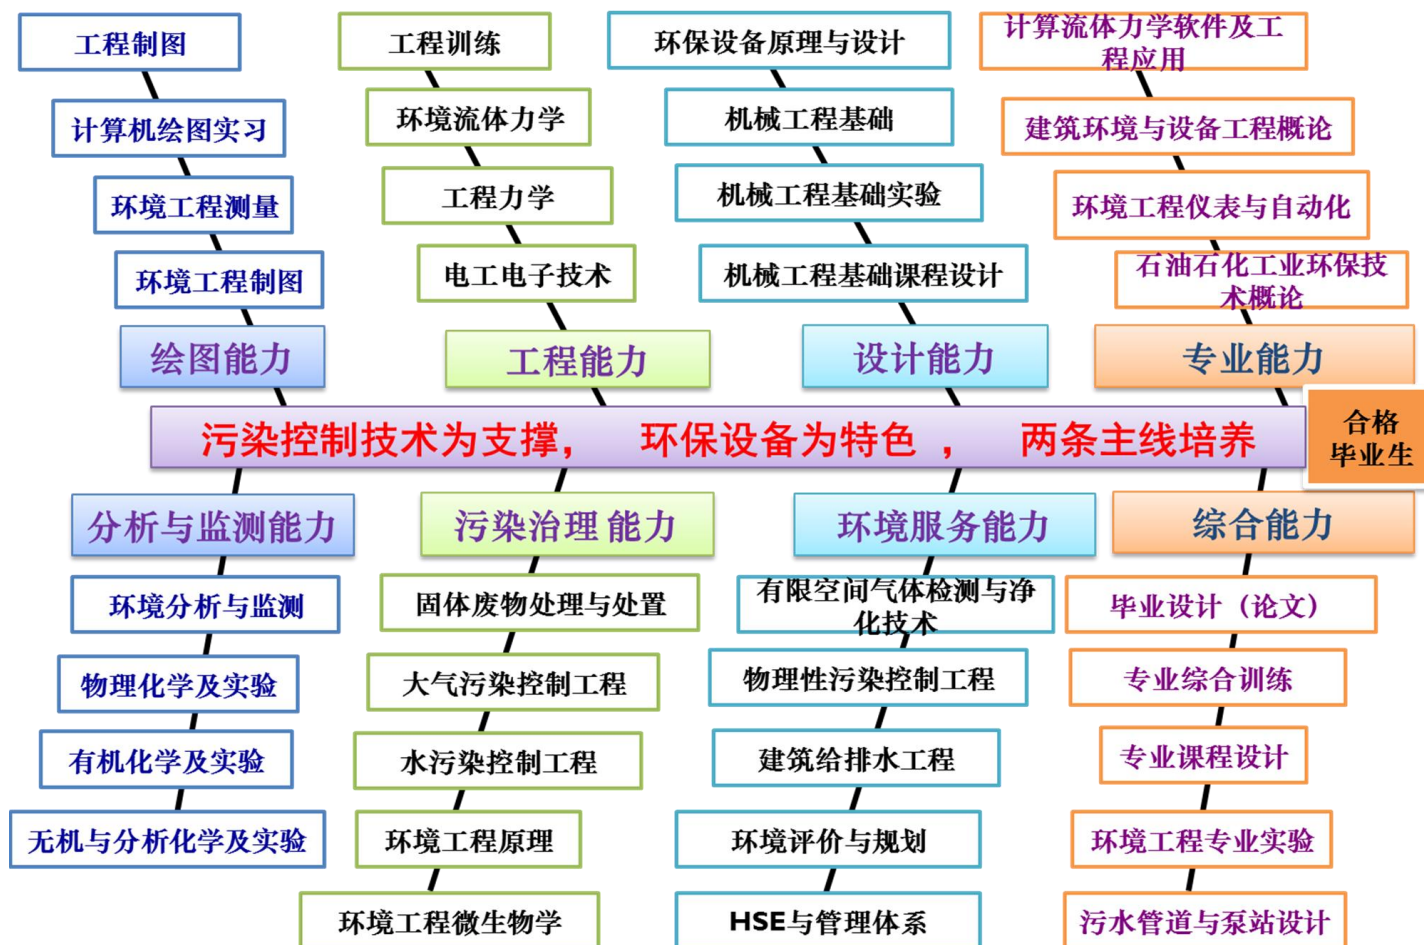 工程制图
工程训练
环保设备原理与设计
计算流体力学软件及工
程应用
计算机绘图实习
环境流体力学
机械工程基础
建筑环境与设备工程概论
环境工程测量
工程力学
机械工程基础实验
环境工程仪表与自动化
环境工程制图
电工电子技术
机械工程基础课程设计
石油石化工业环保技
术概论
绘图能力
工程能力
设计能力
专业能力
污染控制技术为支撑， 环保设备为特色 ， 两条主线培养
合格
毕业生
分析与监测能力
污染治理 能力
环境服务能力
综合能力
环境分析与监测
固体废物处理与处置
有限空间气体检测与净
化技术
毕业设计（论文）
物理化学及实验
大气污染控制工程
物理性污染控制工程
专业综合训练
有机化学及实验
水污染控制工程
建筑给排水工程
专业课程设计
无机与分析化学及实验
环境工程原理
环境评价与规划
环境工程专业实验
环境工程微生物学
HSE与管理体系
污水管道与泵站设计